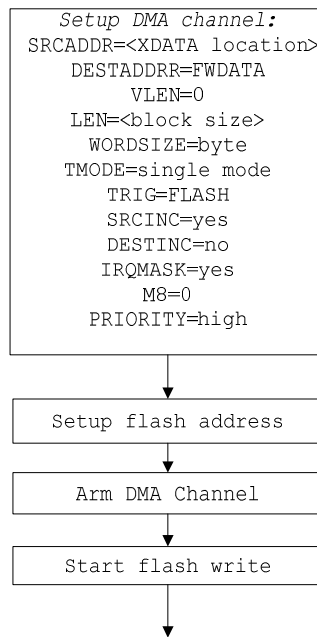 Setup DMA channel:
SRCADDR=<XDATA location>
DESTADDRR=FWDATA
VLEN=0
LEN=<block size>
WORDSIZE=byte
TMODE=single mode
TRIG=FLASH
SRCINC=yes
DESTINC=no
IRQMASK=yes
M8=0
PRIORITY=high
Setup flash address
Arm DMA Channel
Start flash write